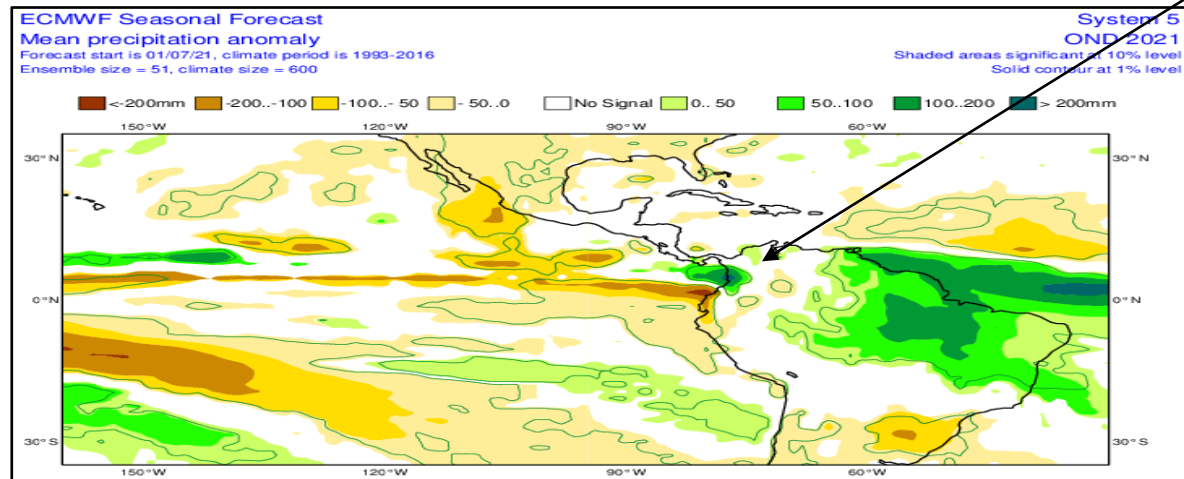 ECMWF Seasonal Forecast System 5
Mean precipitation anomaly OND 2021
Forecast start is 01/07/21, climate period is 1993-2016 Shaded areas significant at 10% level
Ensemble size = 51, climate size = 600 Solid contour at 1% level
<-200mm -200..-100 -100..- 50 - 50..0 No Signal 0.. 50 50..100 100..200 > 200mm
150°W 120°W 90°W 60°W
30°N 30°N
0°N 0°N
30°S 30°S
150°W 120°W 90°W 60°W